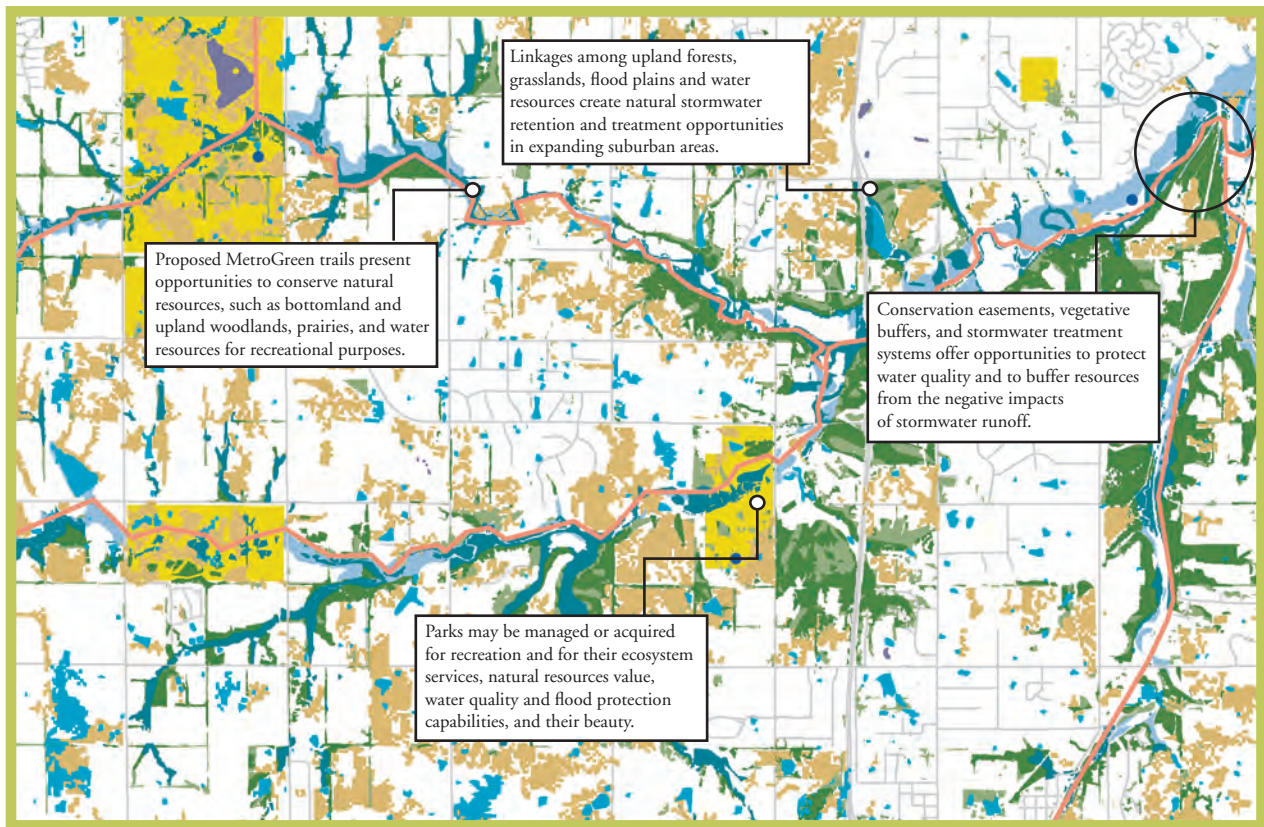 Linkages among upland forests,
grasslands, flood plains and water
resources create natural stormwater
retention and treatment opportunities
in expanding suburban areas.
Proposed MetroGreen trails present
opportunities to conserve natural
resources, such as bottomland and
upland woodlands, prairies, and water
resources for recreational purposes.
Conservation easements, vegetative
buffers, and stormwater treatment
systems offer opportunities to protect
water quality and to buffer resources
from the negative impacts
of stormwater runoff.
Parks may be managed or acquired
for recreation and for their ecosystem
services, natural resources value,
water quality and flood protection
capabilities, and their beauty.